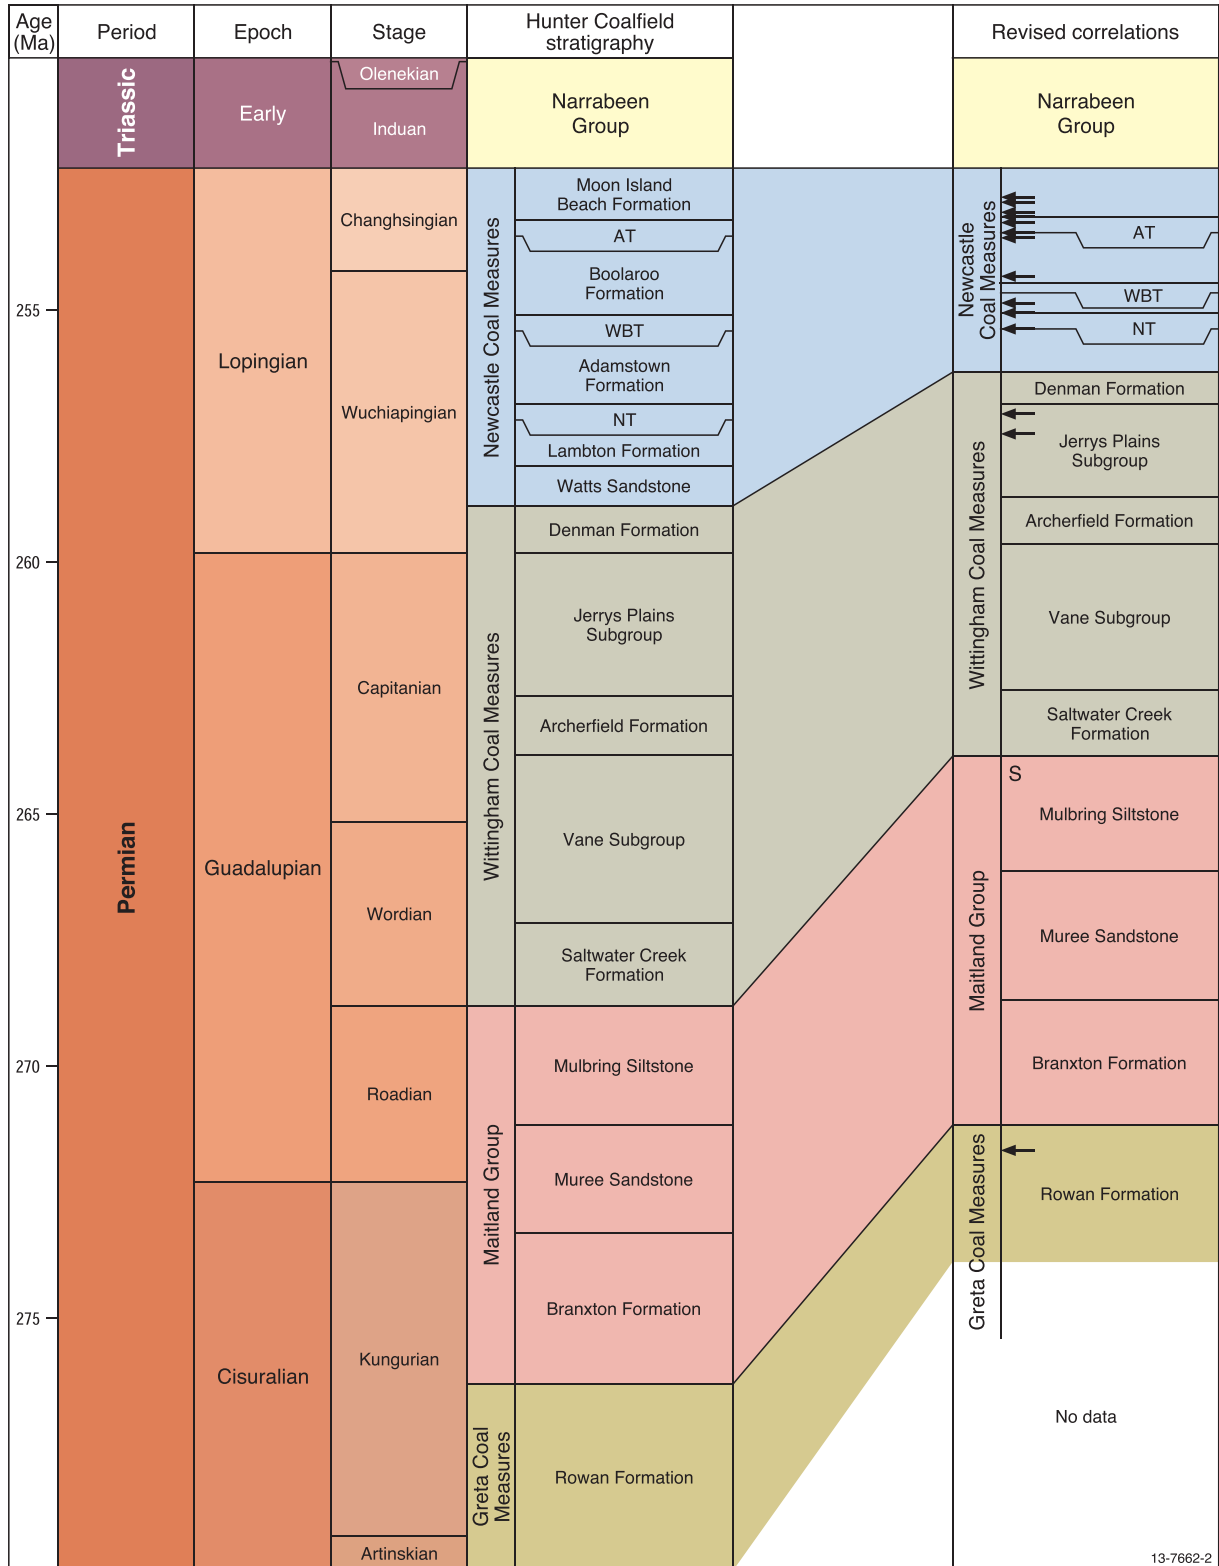 Age
(Ma)
Period
Epoch
Stage
Hunter Coalfield
stratigraphy
Revised correlations
Triassic
Early
Olenekian
Induan
Narrabeen
Group
Narrabeen
Group
255
260
265
270
275
Permian
Lopingian
Guadalupian
Cisuralian
Changhsingian
Wuchiapingian
Capitanian
Wordian
Roadian
Kungurian
Artinskian
Newcastle Coal Measures
Moon Island
Beach Formation
AT
Boolaroo
Formation
WBT
Adamstown
Formation
NT
Lambton Formation
Watts Sandstone
Wittingham Coal Measures
Denman Formation
Jerrys Plains
Subgroup
Archerfield Formation
Vane Subgroup
Saltwater Creek
Formation
Maitland Group
Mulbring Siltstone
Muree Sandstone
Branxton Formation
Greta Coal
Measures
Rowan Formation
Newcastle
Coal Measures
AT
WBT
NT
Wittingham Coal Measures
Denman Formation
Jerrys Plains
Subgroup
Archerfield Formation
Vane Subgroup
Saltwater Creek
Formation
Maitland Group
S
Mulbring Siltstone
Muree Sandstone
Branxton Formation
Greta Coal Measures
Rowan Formation
No data
13-7662-2